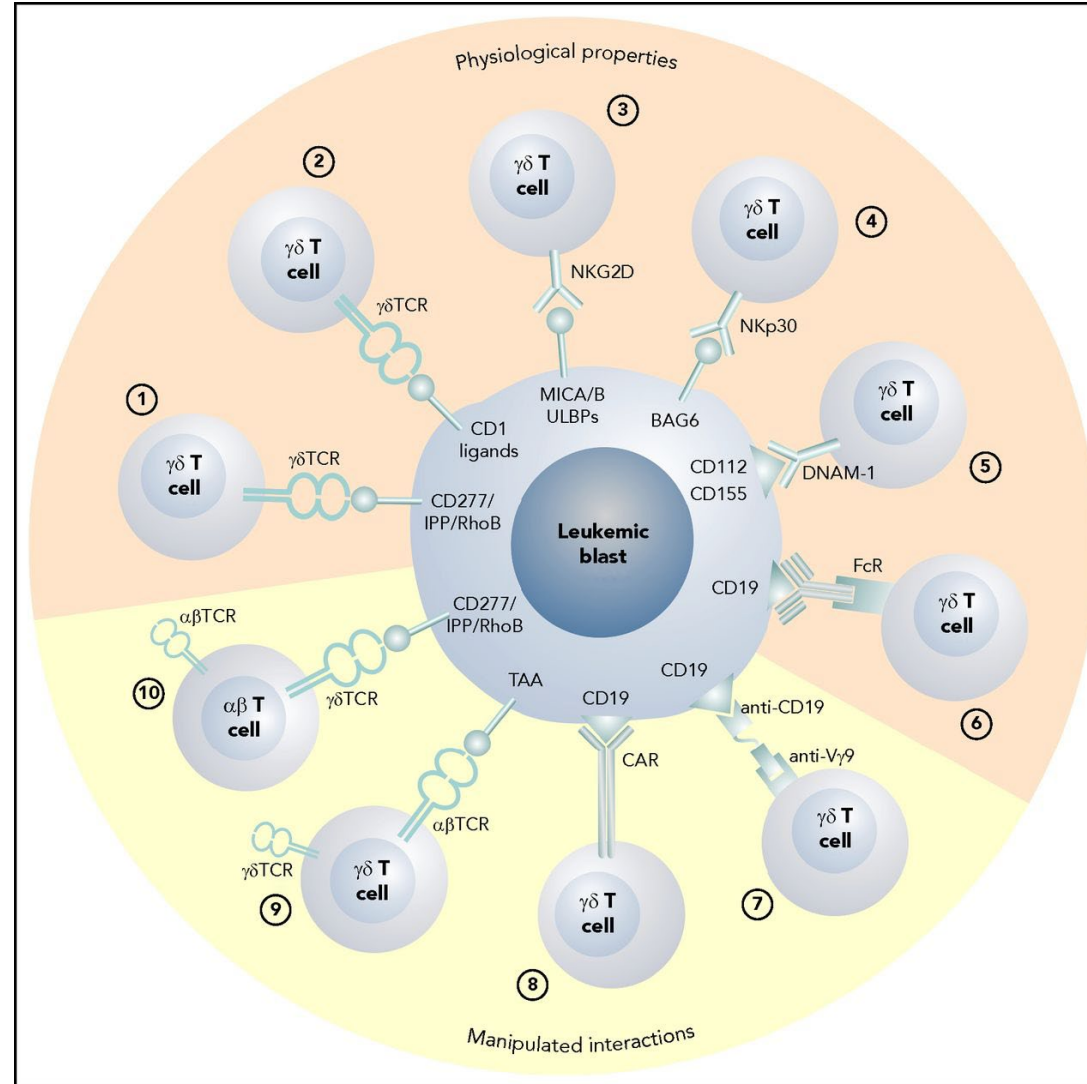 Physiological properties
3
γδ T
cell
NKG2D
MICA/B
ULBPs
2
γδ T
cell
γδTCR
CD1
ligands
4
γδ T
cell
NKp30
BAG6
1
γδ T
cell
γδTCR
CD277/
IPP/RhoB
5
γδ T
cell
DNAM-1
CD112
CD155
Leukemic
blast
6
γδ T
cell
FcR
CD19
10
αβTCR
αβ T
cell
γδTCR
CD277/
IPP/RhoB
9
γδTCR
γδ T
cell
αβTCR
TAA
8
γδ T
cell
CAR
CD19
7
γδ T
cell
anti-Vγ9
anti-CD19
CD19
Manipulated interactions